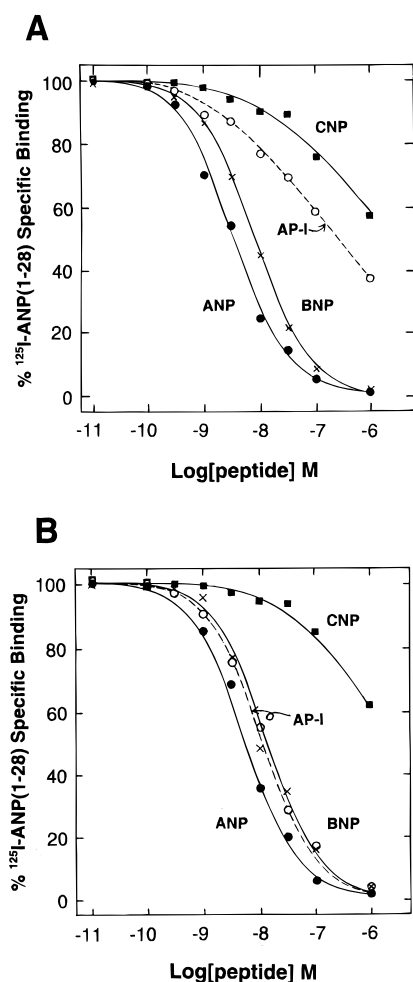 A
% ¹²⁵I-ANP(1-28) Specific Binding
100
80
60
40
20
0
CNP
AP-I
ANP
BNP
-11 -10 -9 -8 -7 -6
Log[peptide] M
B
% ¹²⁵I-ANP(1-28) Specific Binding
100
80
60
40
20
0
CNP
AP-I
ANP
BNP
-11 -10 -9 -8 -7 -6
Log[peptide] M